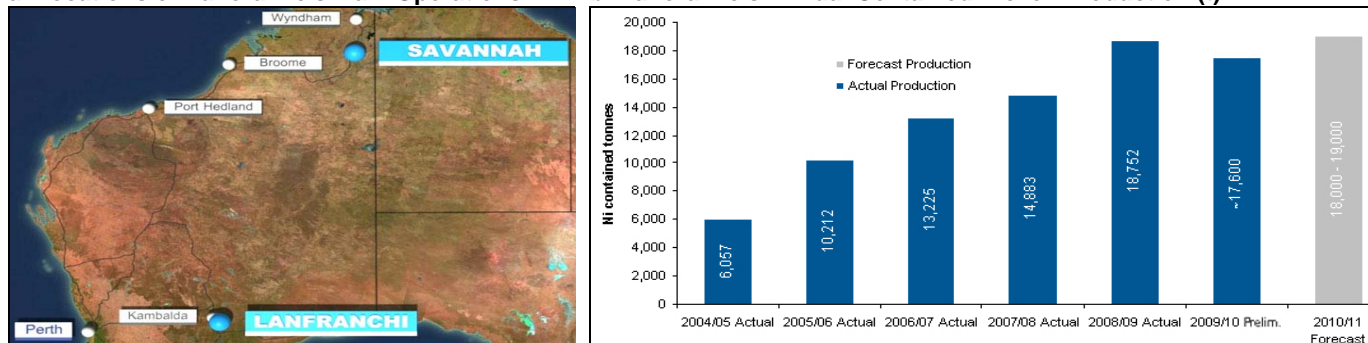 Wyndham
SAVANNAH
Broome
Port Hedland
Kambalda
LANFRANCHI
Perth
20,000
18,000
16,000
14,000
12,000
10,000
8,000
6,000
4,000
2,000
0
Ni contained tonnes
Forecast Production
Actual Production
6,057
10,212
13,225
14,883
18,752
~17,600
18,000 - 19,000
2004/05 Actual
2005/06 Actual
2006/07 Actual
2007/08 Actual
2008/09 Actual
2009/10 Prelim.
2010/11
Forecast